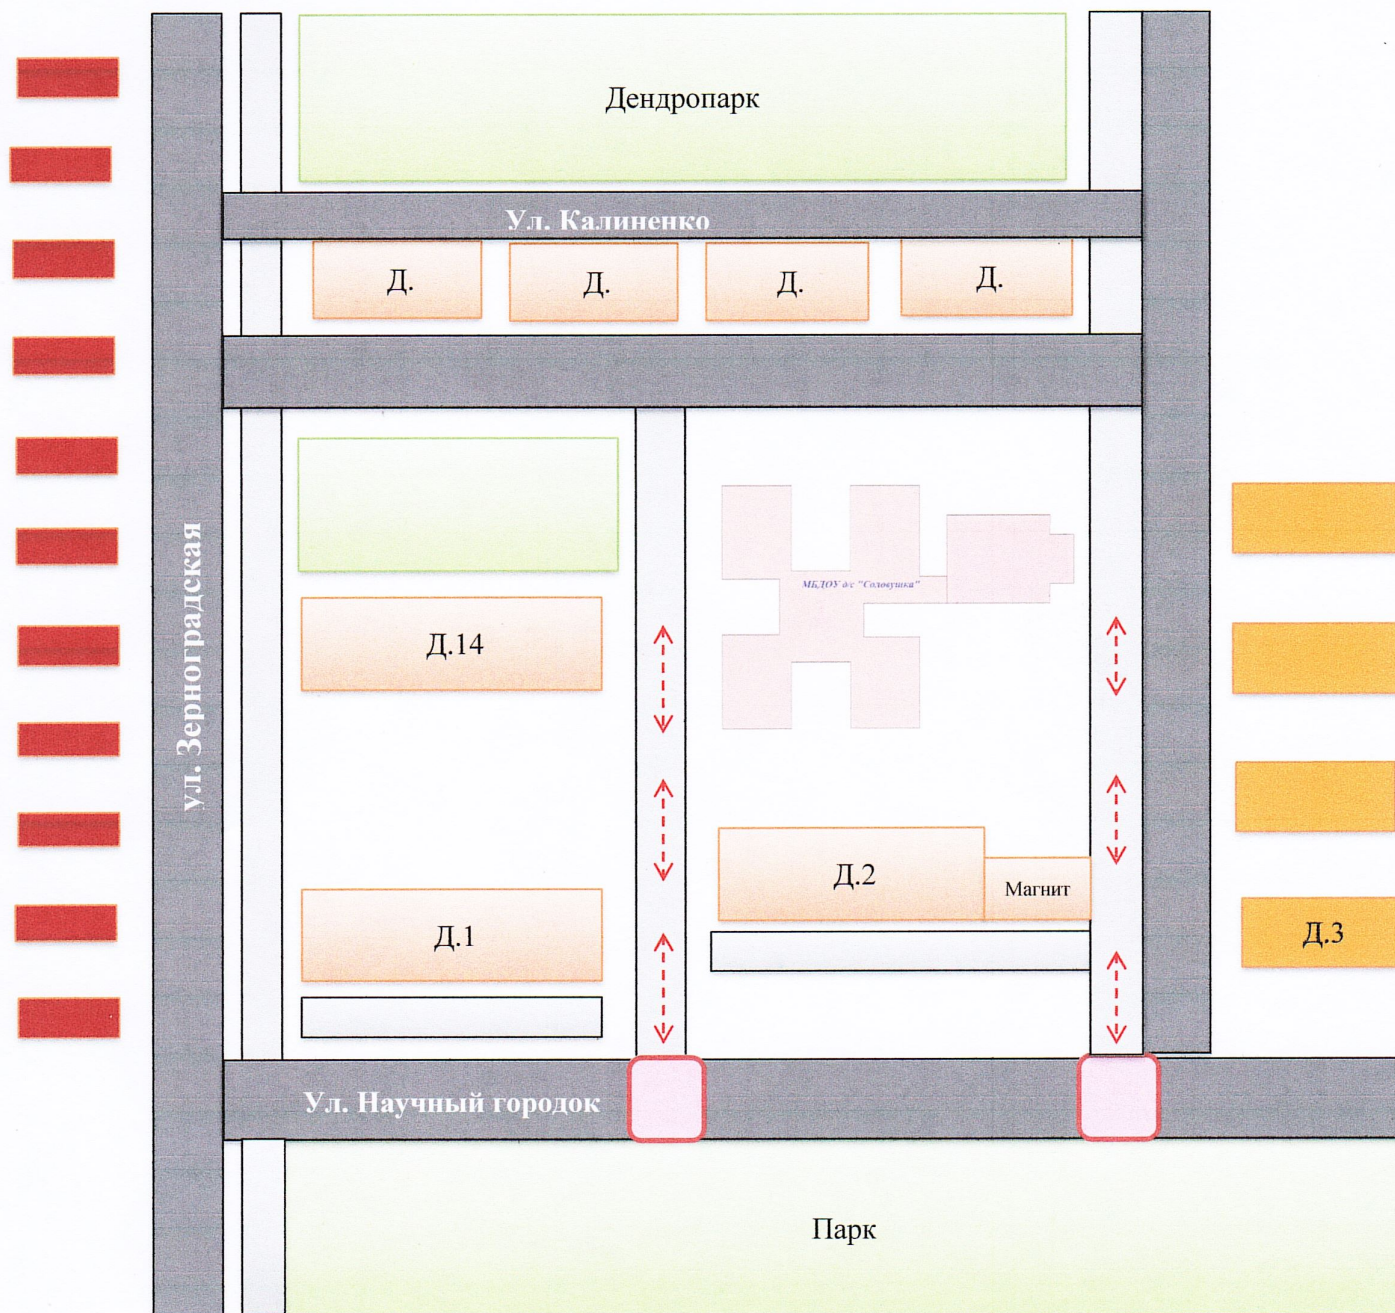 Дендропарк
Ул. Калиненко
Д.
Д.
Д.
Д.
ул. Зерноградская
МБДОУ д/с "Соловушка"
Д.14
Д.2
Магнит
Д.1
Д.3
Ул. Научный городок
Парк